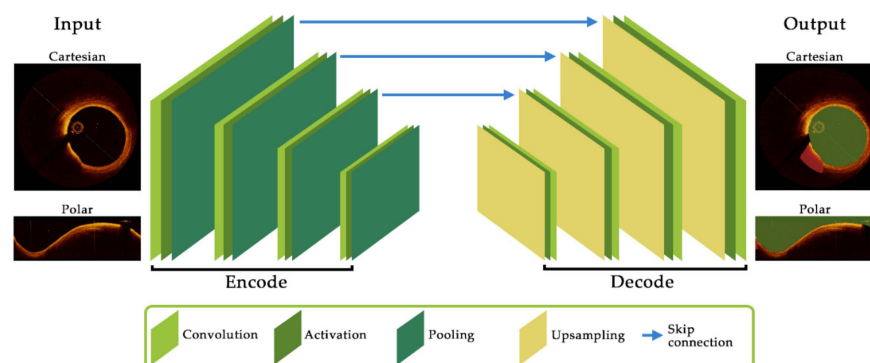 Input
Output
Cartesian
Cartesian
Polar
Polar
Encode
Decode
Convolution
Activation
Pooling
Upsampling
Skip
connection